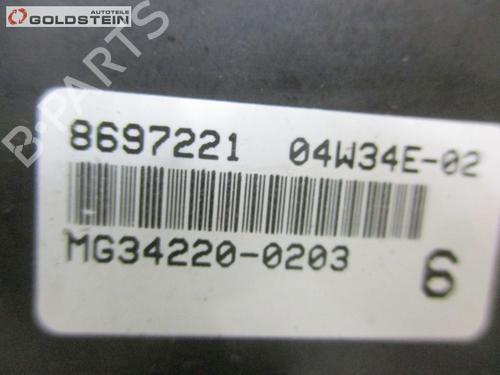 AUTOTEILE
GOLDSTEIN
B-PARTS
8697221 04W34E-02
MG34220-0203 6